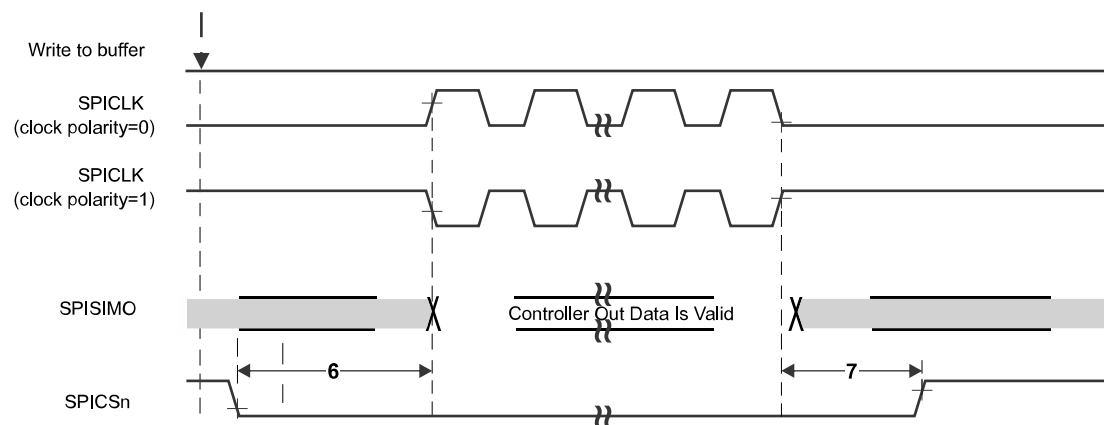 Write to buffer
SPICLK
(clock polarity=0)
SPICLK
(clock polarity=1)
SPISIMO
Controller Out Data Is Valid
6
7
SPICSn